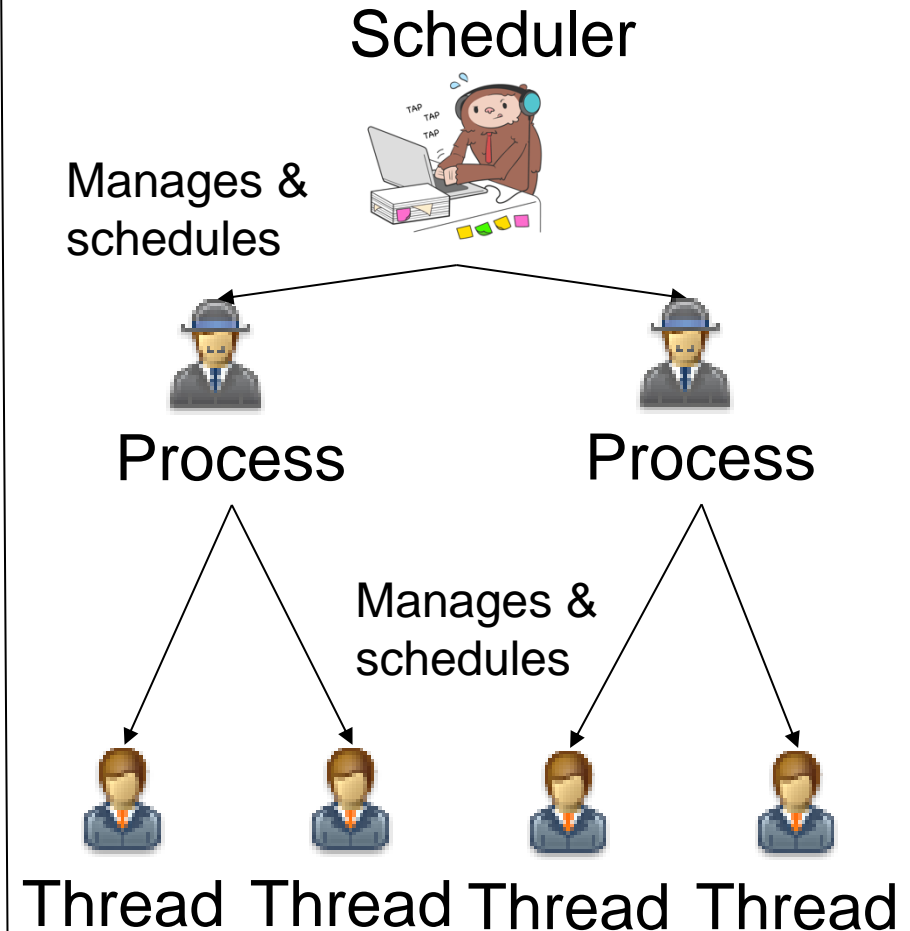 Scheduler
TAP
TAP
TAP
Manages &
schedules
Process
Process
Manages &
schedules
Thread
Thread
Thread
Thread